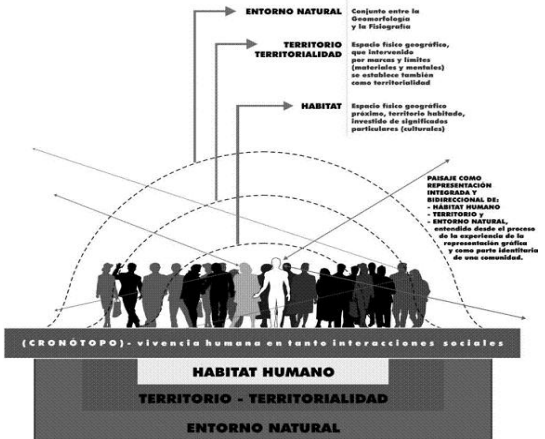 ENTORNO NATURAL
Conjunto entre la
Geomorfología
y la Fisiografía
TERRITORIO
TERRITORIALIDAD
Espacio físico geográfico,
que intervenido
por marcas y límites
(materiales y mentales)
se establece también
como territorialidad
HABITAT
Espacio físico geográfico
próximo, territorio habitado,
investido de significados
particulares (culturales)
PAISAJE COMO
REPRESENTACIÓN
INTEGRADA Y
BIDIRECCIONAL DE:
- HÁBITAT HUMANO
- TERRITORIO y
- ENTORNO NATURAL,
entendido desde el proceso
de la experiencia de la
representación gráfica
y como parte identitaria
de una comunidad.
(CRONÓTOPO) - vivencia humana en tanto interacciones sociales
HABITAT HUMANO
TERRITORIO - TERRITORIALIDAD
ENTORNO NATURAL